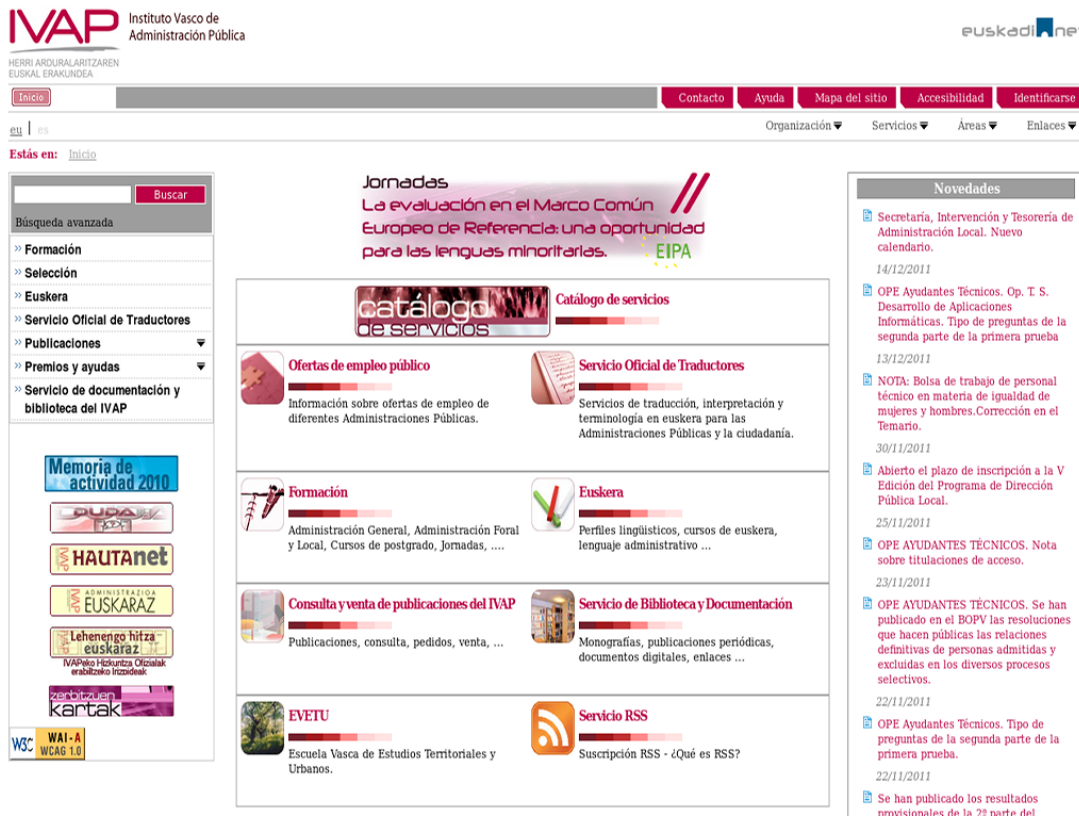 IVAP
Instituto Vasco de
Administración Pública
HERRI ARDURALARITZAREN
EUSKAL ERAKUNDEA
euskadi net
Inicio
Contacto
Ayuda
Mapa del sitio
Accesibilidad
Identificarse
eu | es
Organización
Servicios
Áreas
Enlaces
Estás en: Inicio
Buscar
Búsqueda avanzada
» Formación
» Selección
» Euskera
» Servicio Oficial de Traductores
» Publicaciones
» Premios y ayudas
» Servicio de documentación y
biblioteca del IVAP
Memoria de
actividad 2010
DUDANET
IVAP HAUTAnet
IVAP ADMINISTRAZIOA
EUSKARAZ
IVAP Lehenengo hitza
euskaraz
IVAPeko Hizkuntza Ofizialak
erabiltzeko Irizpideak
zerbitzuen
kartak
W3C WAI-A
WCAG 1.0
Jornadas
La evaluación en el Marco Común
Europeo de Referencia: una oportunidad
para las lenguas minoritarias.
EIPA
catálogo
de servicios
Catálogo de servicios
Ofertas de empleo público
Información sobre ofertas de empleo de
diferentes Administraciones Públicas.
Servicio Oficial de Traductores
Servicios de traducción, interpretación y
terminología en euskera para las
Administraciones Públicas y la ciudadanía.
Formación
Administración General, Administración Foral
y Local, Cursos de postgrado, Jornadas, ....
Euskera
Perfiles lingüisticos, cursos de euskera,
lenguaje administrativo ...
Consulta y venta de publicaciones del IVAP
Publicaciones, consulta, pedidos, venta, ...
Servicio de Biblioteca y Documentación
Monografías, publicaciones periódicas,
documentos digitales, enlaces ...
EVETU
Escuela Vasca de Estudios Territoriales y
Urbanos.
Servicio RSS
Suscripción RSS - ¿Qué es RSS?
Novedades
Secretaría, Intervención y Tesorería de
Administración Local. Nuevo
calendario.
14/12/2011
OPE Ayudantes Técnicos. Op. T. S.
Desarrollo de Aplicaciones
Informáticas. Tipo de preguntas de la
segunda parte de la primera prueba
13/12/2011
NOTA: Bolsa de trabajo de personal
técnico en materia de igualdad de
mujeres y hombres.Corrección en el
Temario.
30/11/2011
Abierto el plazo de inscripción a la V
Edición del Programa de Dirección
Pública Local.
25/11/2011
OPE AYUDANTES TÉCNICOS. Nota
sobre titulaciones de acceso.
23/11/2011
OPE AYUDANTES TÉCNICOS. Se han
publicado en el BOPV las resoluciones
que hacen públicas las relaciones
definitivas de personas admitidas y
excluidas en los diversos procesos
selectivos.
22/11/2011
OPE Ayudantes Técnicos. Tipo de
preguntas de la segunda parte de la
primera prueba.
22/11/2011
Se han publicado los resultados
provisionales de la 2ª parte del